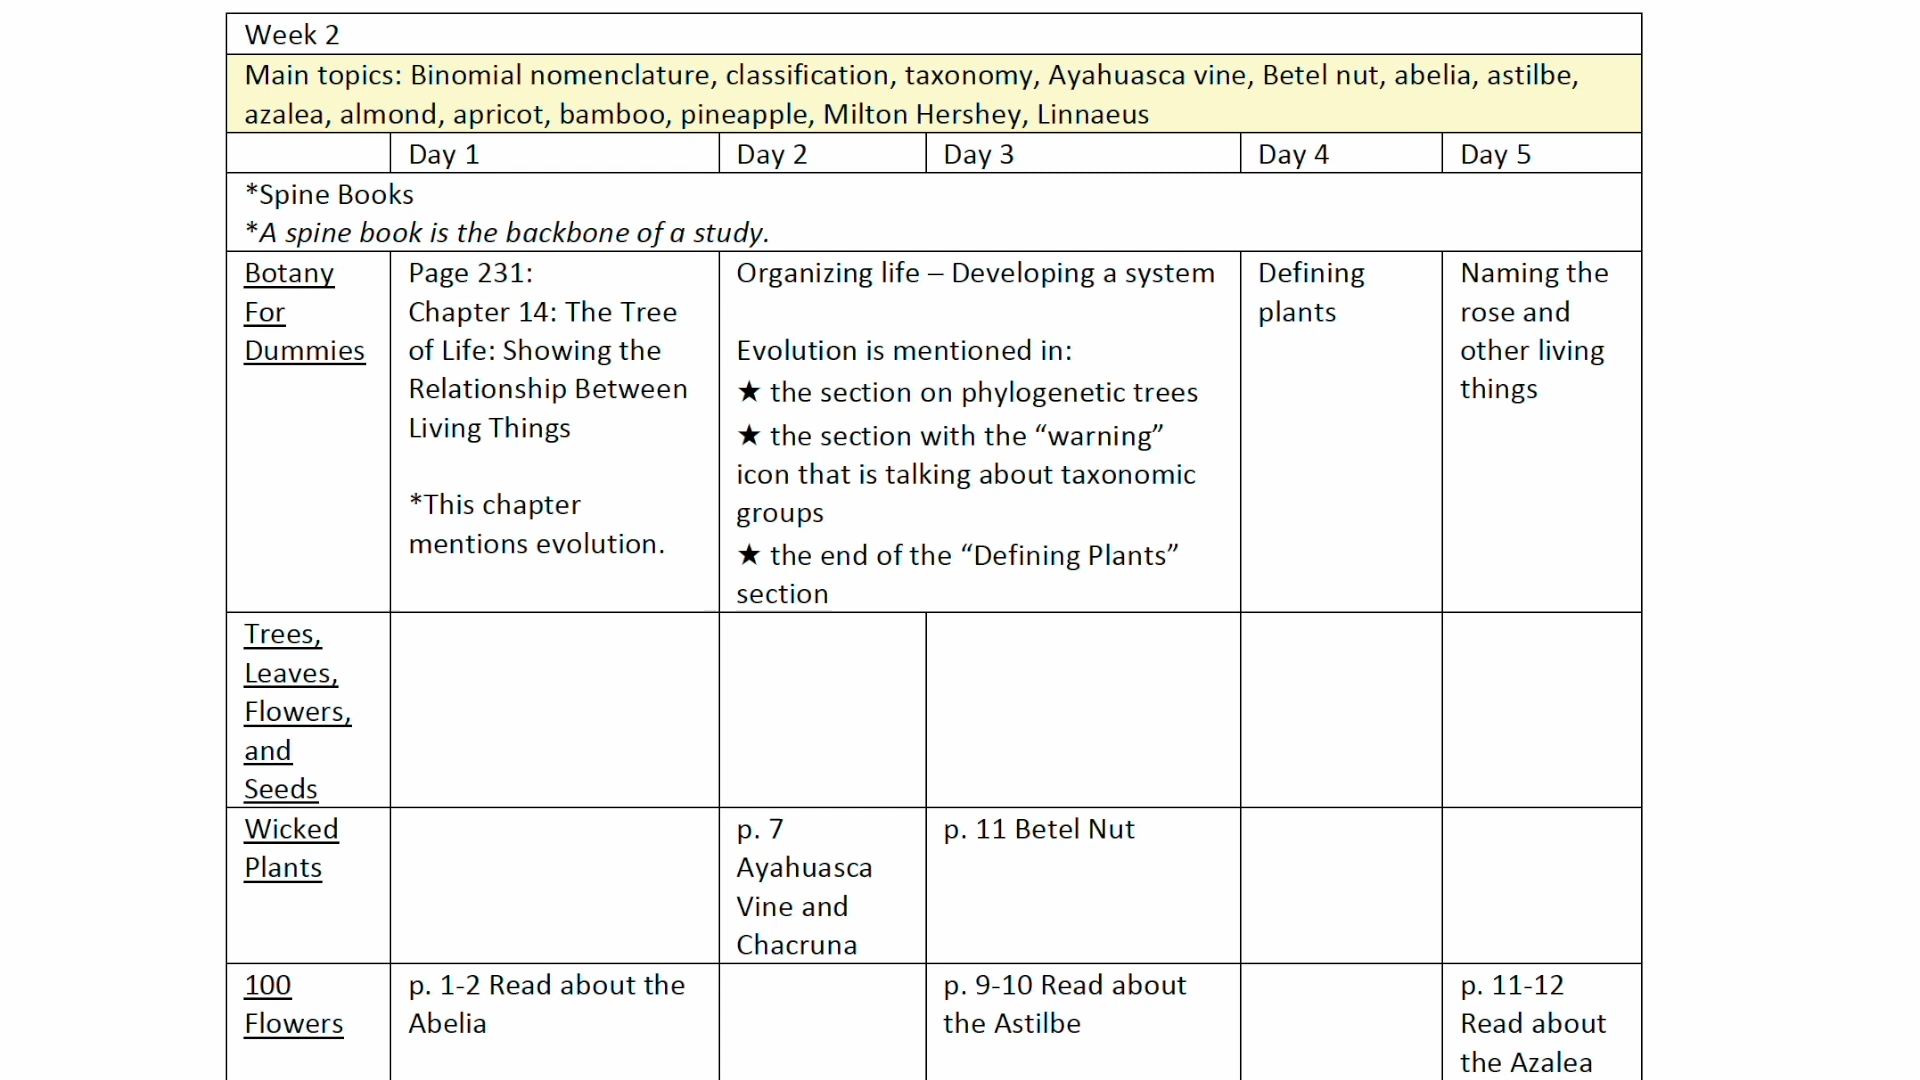 Week 2
Main topics: Binomial nomenclature, classification, taxonomy, Ayahuasca vine, Betel nut, abelia, astilbe,
azalea, almond, apricot, bamboo, pineapple, Milton Hershey, Linnaeus
Day 1
Day 2
Day 3
Day 4
Day 5
*Spine Books
*A spine book is the backbone of a study.
Botany
For
Dummies
Page 231:
Chapter 14: The Tree
of Life: Showing the
Relationship Between
Living Things
*This chapter
mentions evolution.
Organizing life – Developing a system
Evolution is mentioned in:
★ the section on phylogenetic trees
★ the section with the “warning”
icon that is talking about taxonomic
groups
★ the end of the “Defining Plants”
section
Defining
plants
Naming the
rose and
other living
things
Trees,
Leaves,
Flowers,
and
Seeds
Wicked
Plants
p. 7
Ayahuasca
Vine and
Chacruna
p. 11 Betel Nut
100
Flowers
p. 1-2 Read about the
Abelia
p. 9-10 Read about
the Astilbe
p. 11-12
Read about
the Azalea